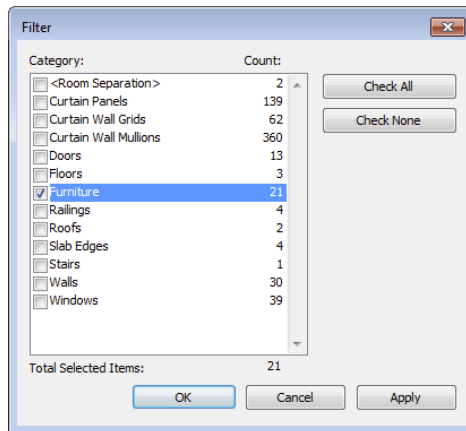 Filter
Category: Count:
<Room Separation> 2
Curtain Panels 139
Curtain Wall Grids 62
Curtain Wall Mullions 360
Doors 13
Floors 3
Furniture 21
Railings 4
Roofs 2
Slab Edges 4
Stairs 1
Walls 30
Windows 39
Check All
Check None
Total Selected Items: 21
OK Cancel Apply